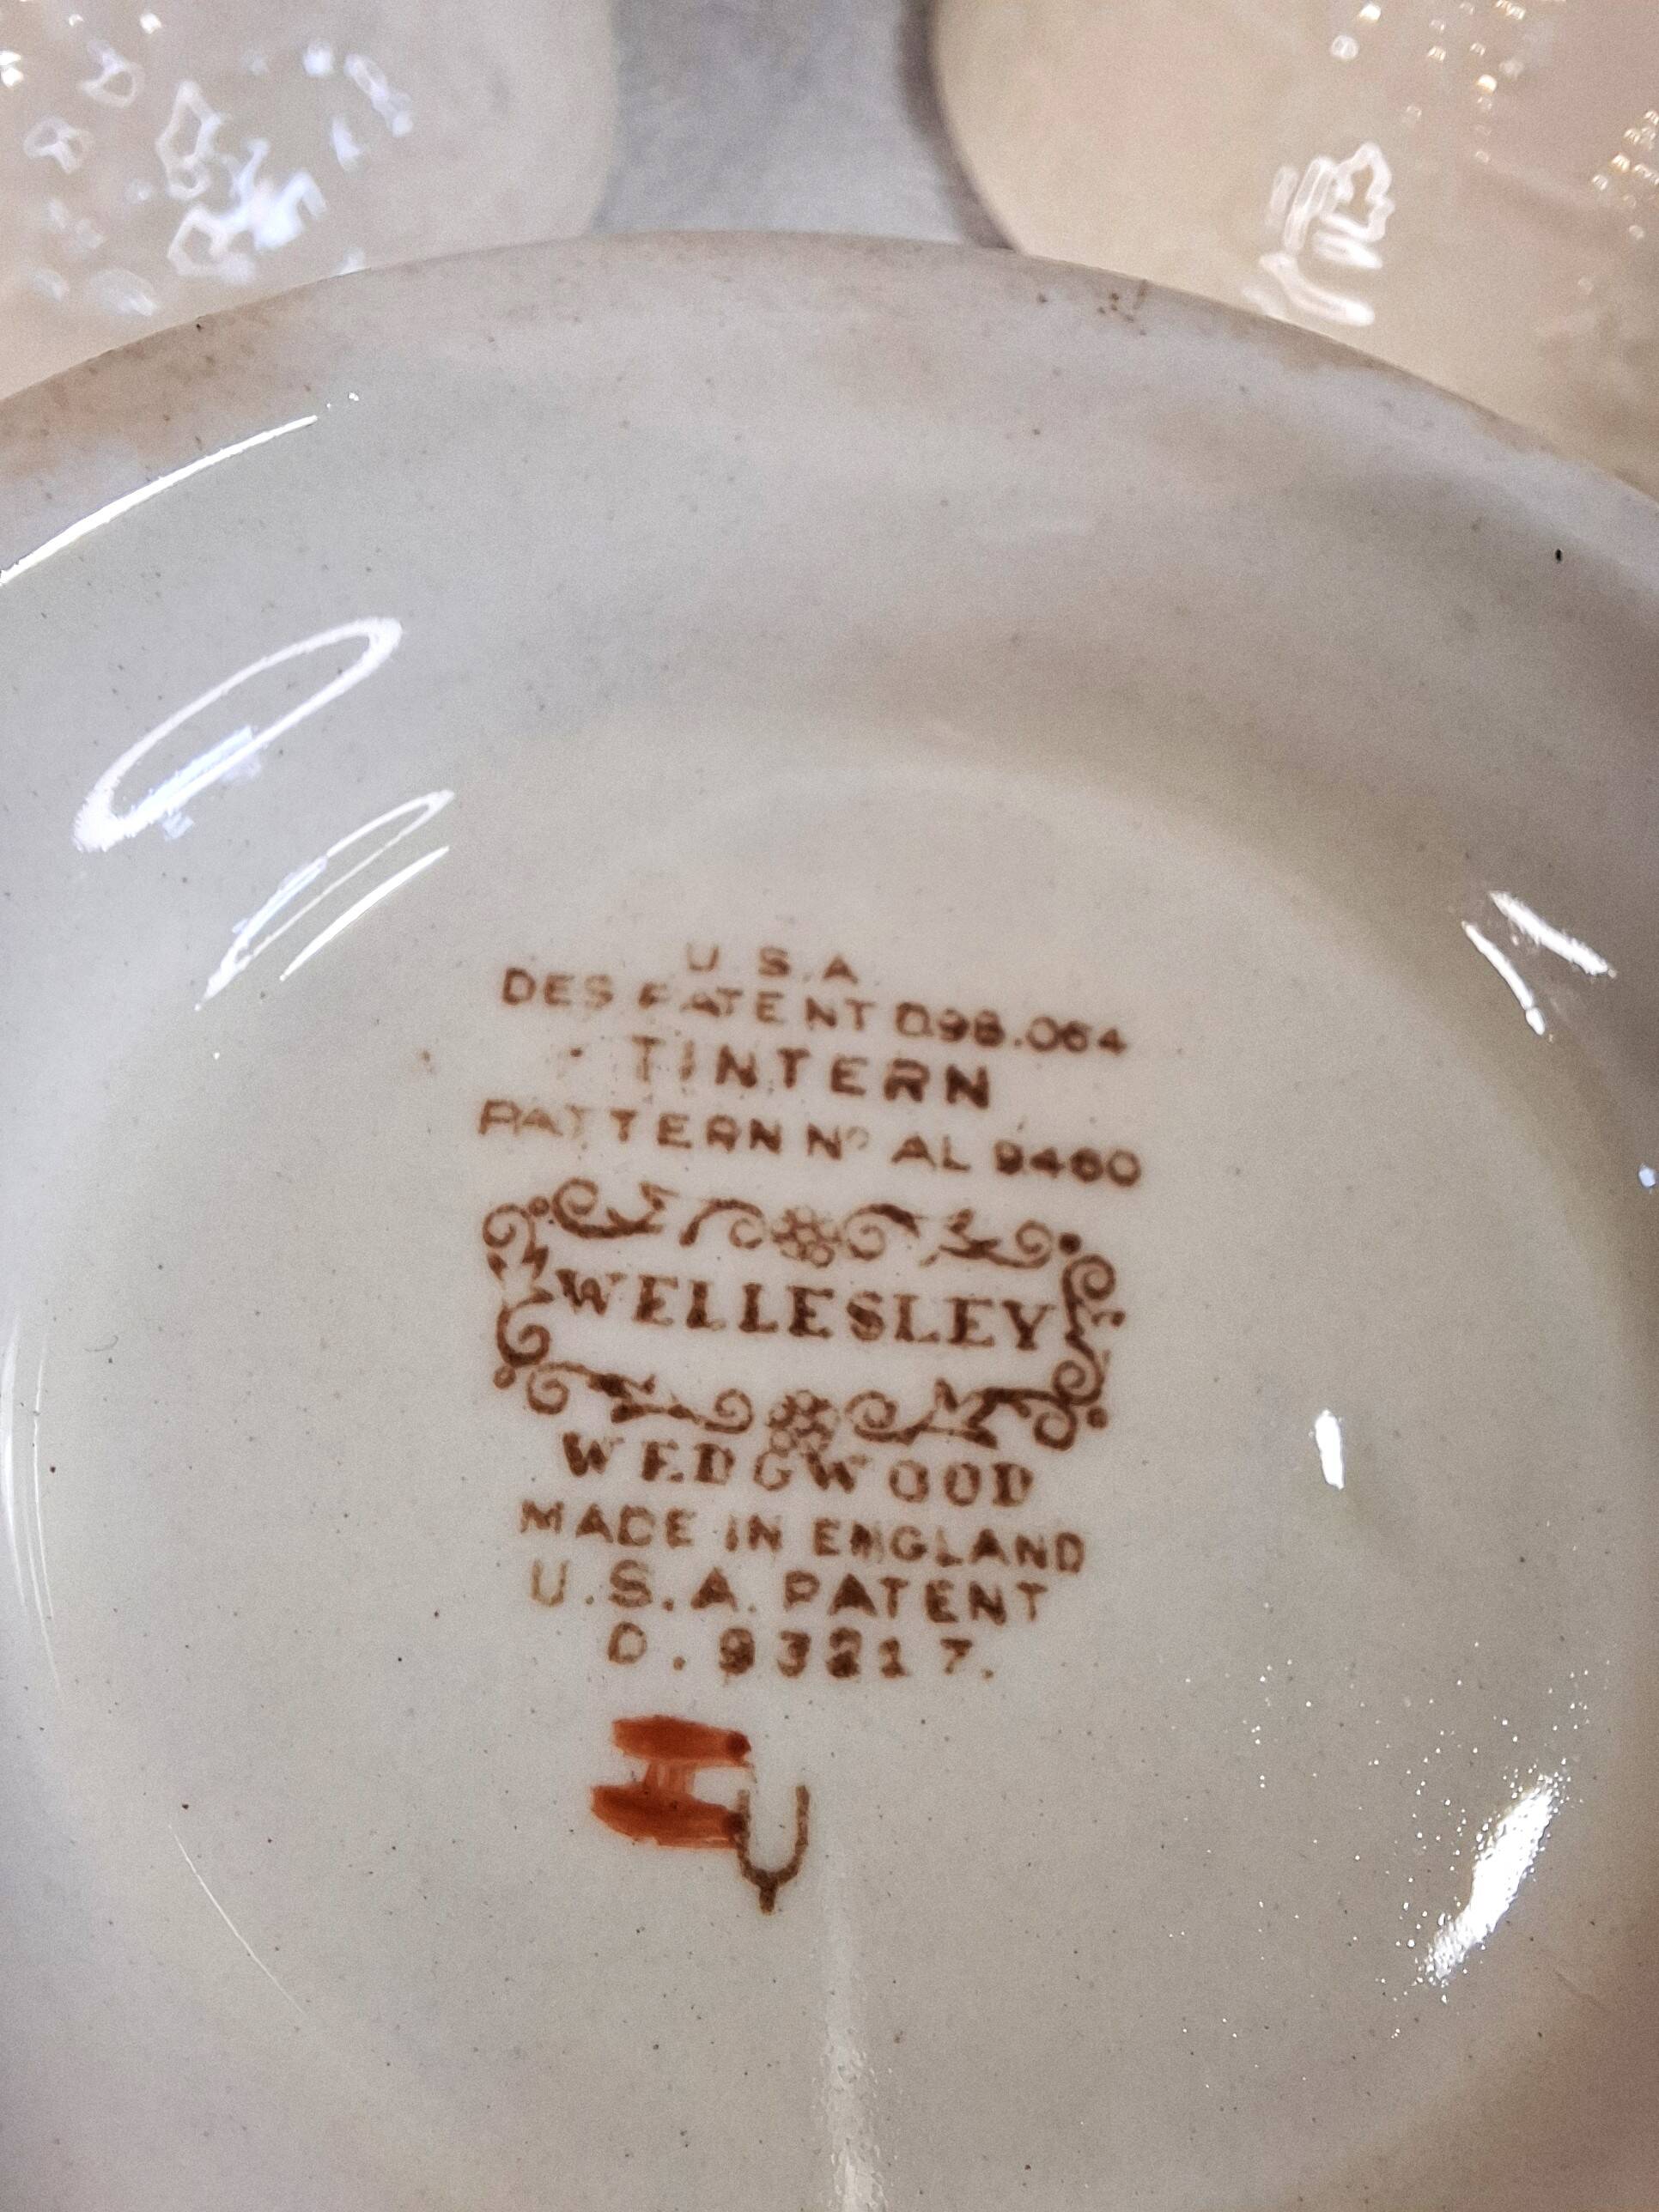 U.S.A.
DES PATENT D98.064
TINTERN
PATTERN Nº AL 9460
WELLESLEY
WEDGWOOD
MADE IN ENGLAND
U.S.A. PATENT
D. 93217.